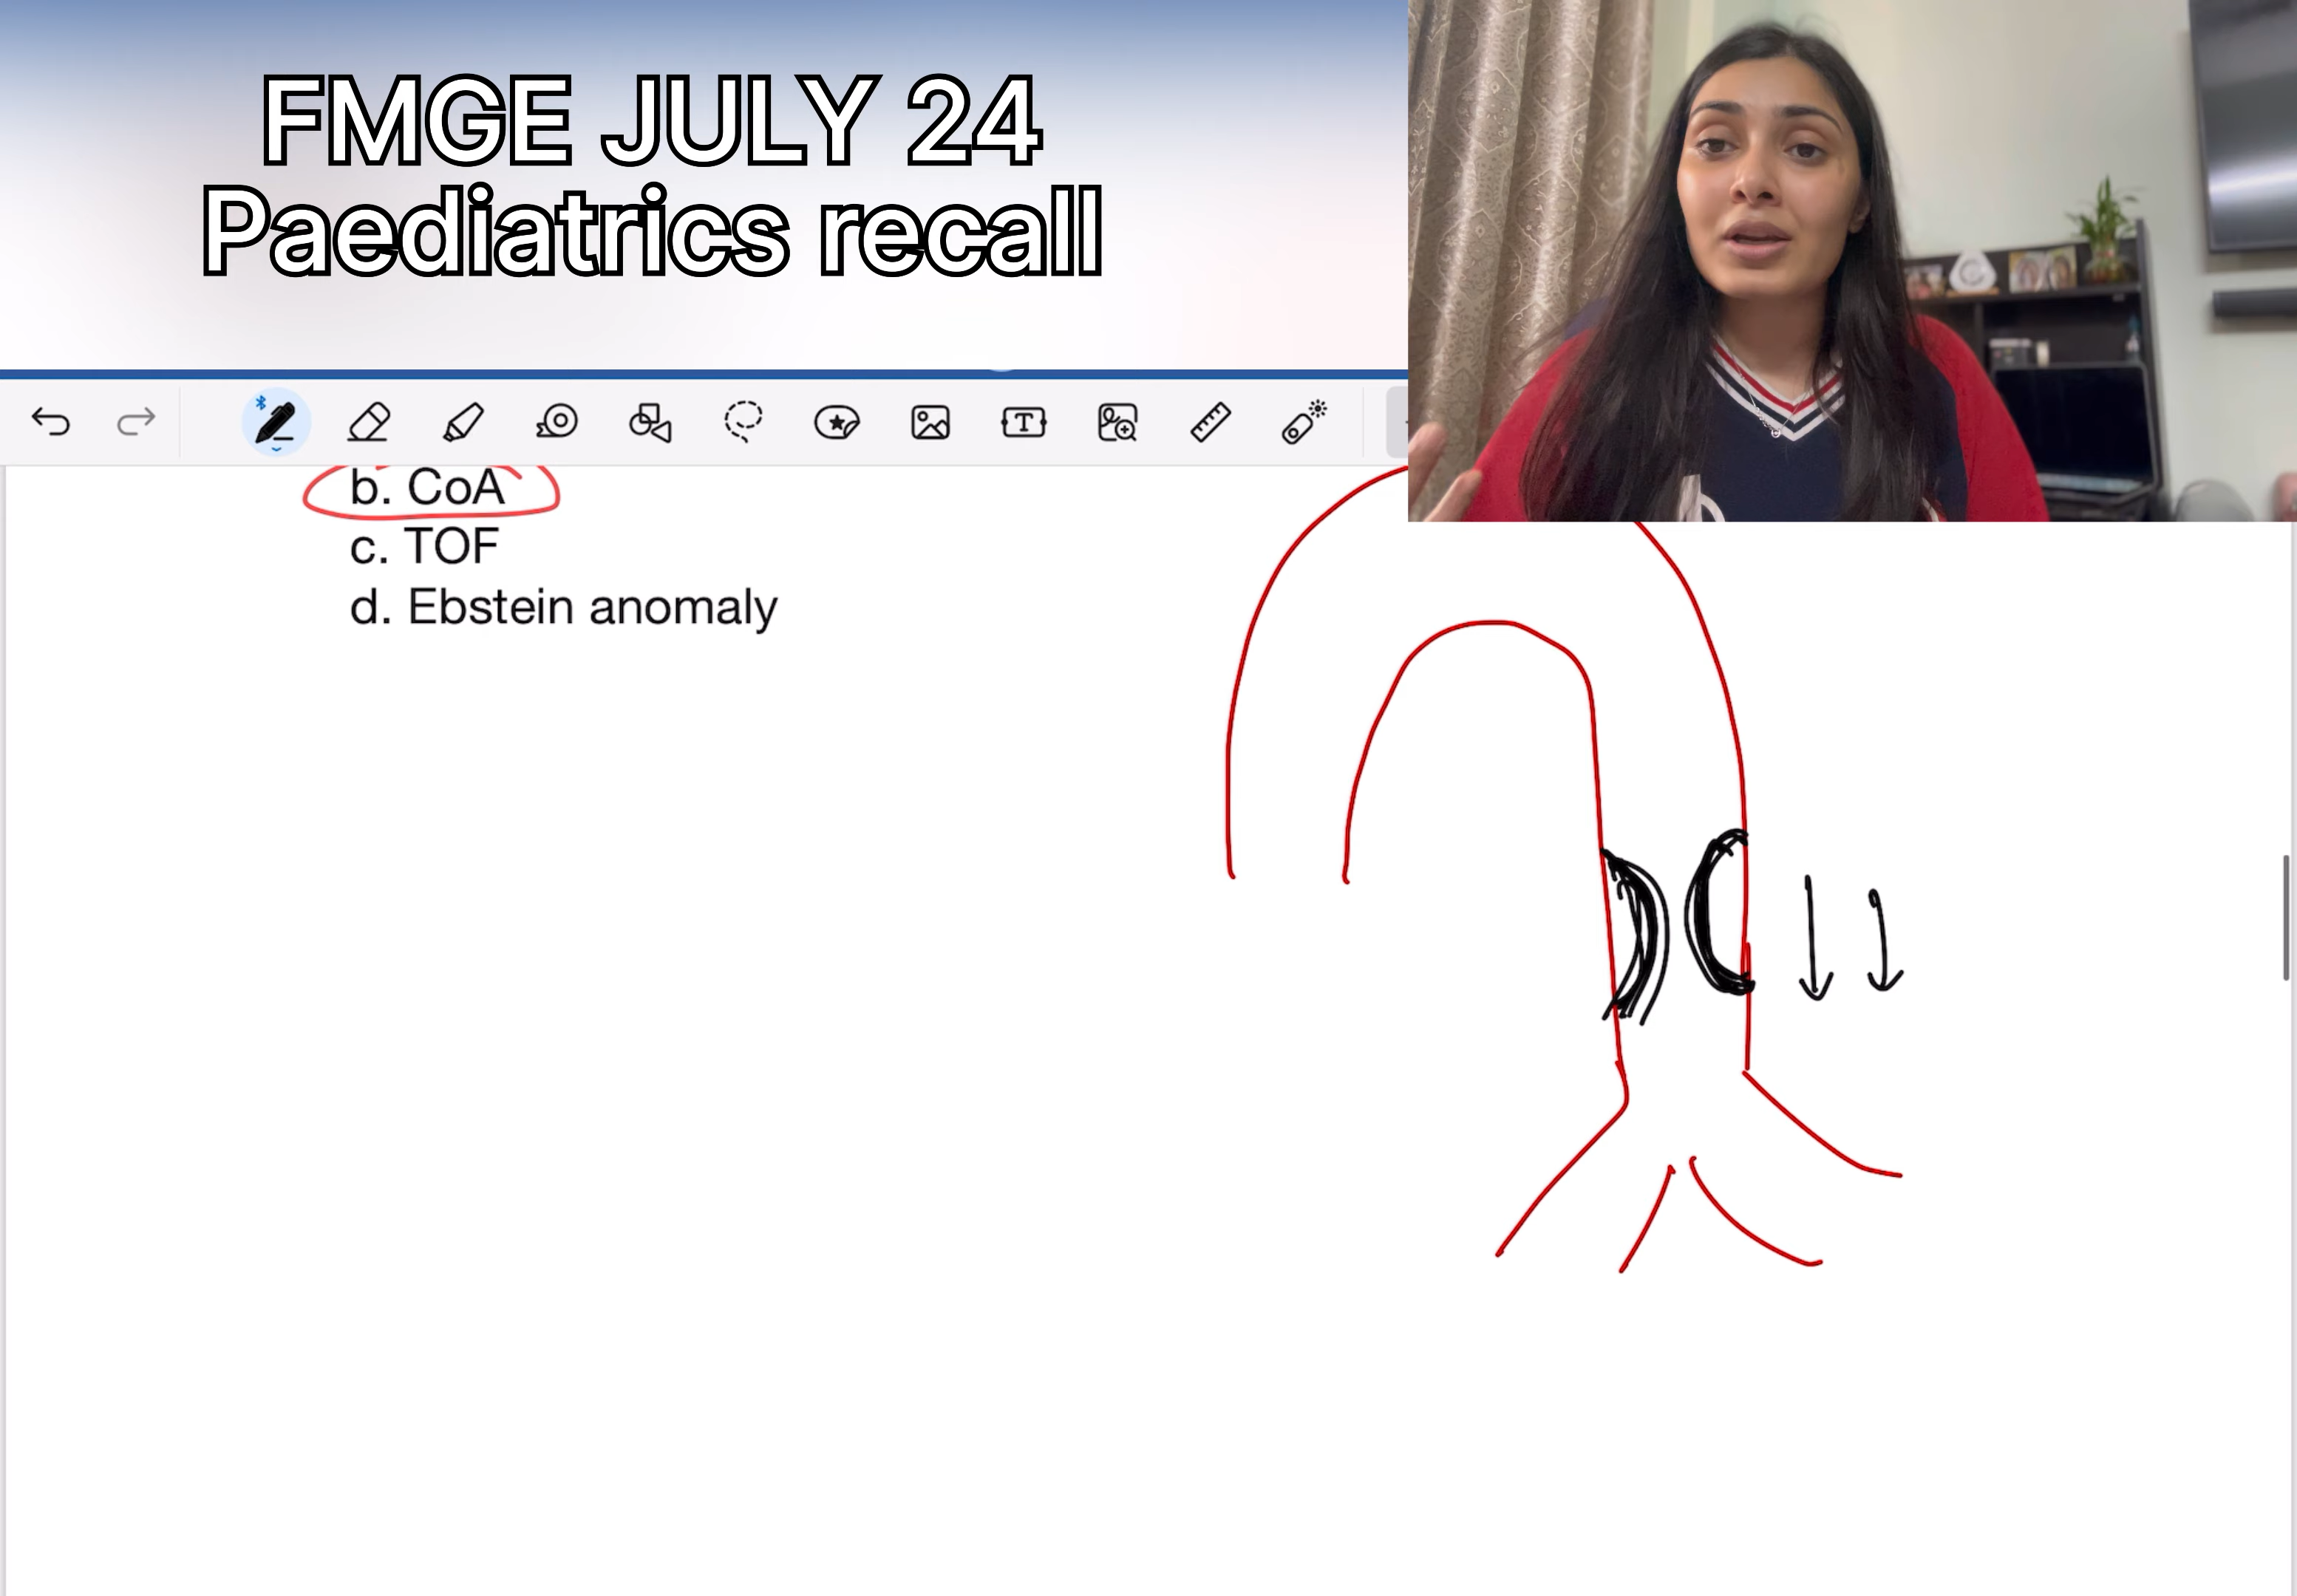 FMGE JULY 24
Paediatrics recall
b. CoA
c. TOF
d. Ebstein anomaly